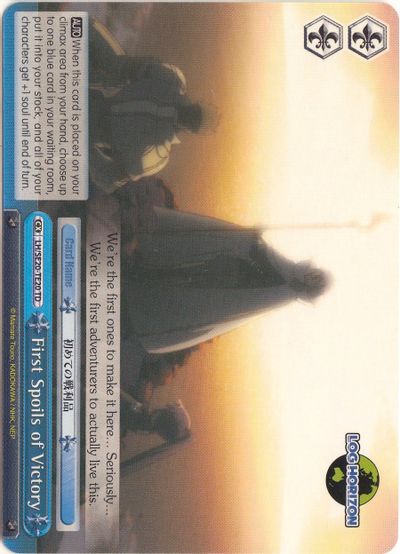 LOG HORIZON
We're the first ones to make it here... Seriously...
We're the first adventurers to actually live this.
[AUTO] When this card is placed on your
climax area from your hand, choose up
to one blue card in your waiting room,
put it into your stock, and all of your
characters get +1 soul until end of turn.
Card Name
初めての戦利品
CX
LH/SE20-TE20 TD
First Spoils of Victory
© Mamare Touno, KADOKAWA / NHK, NEP